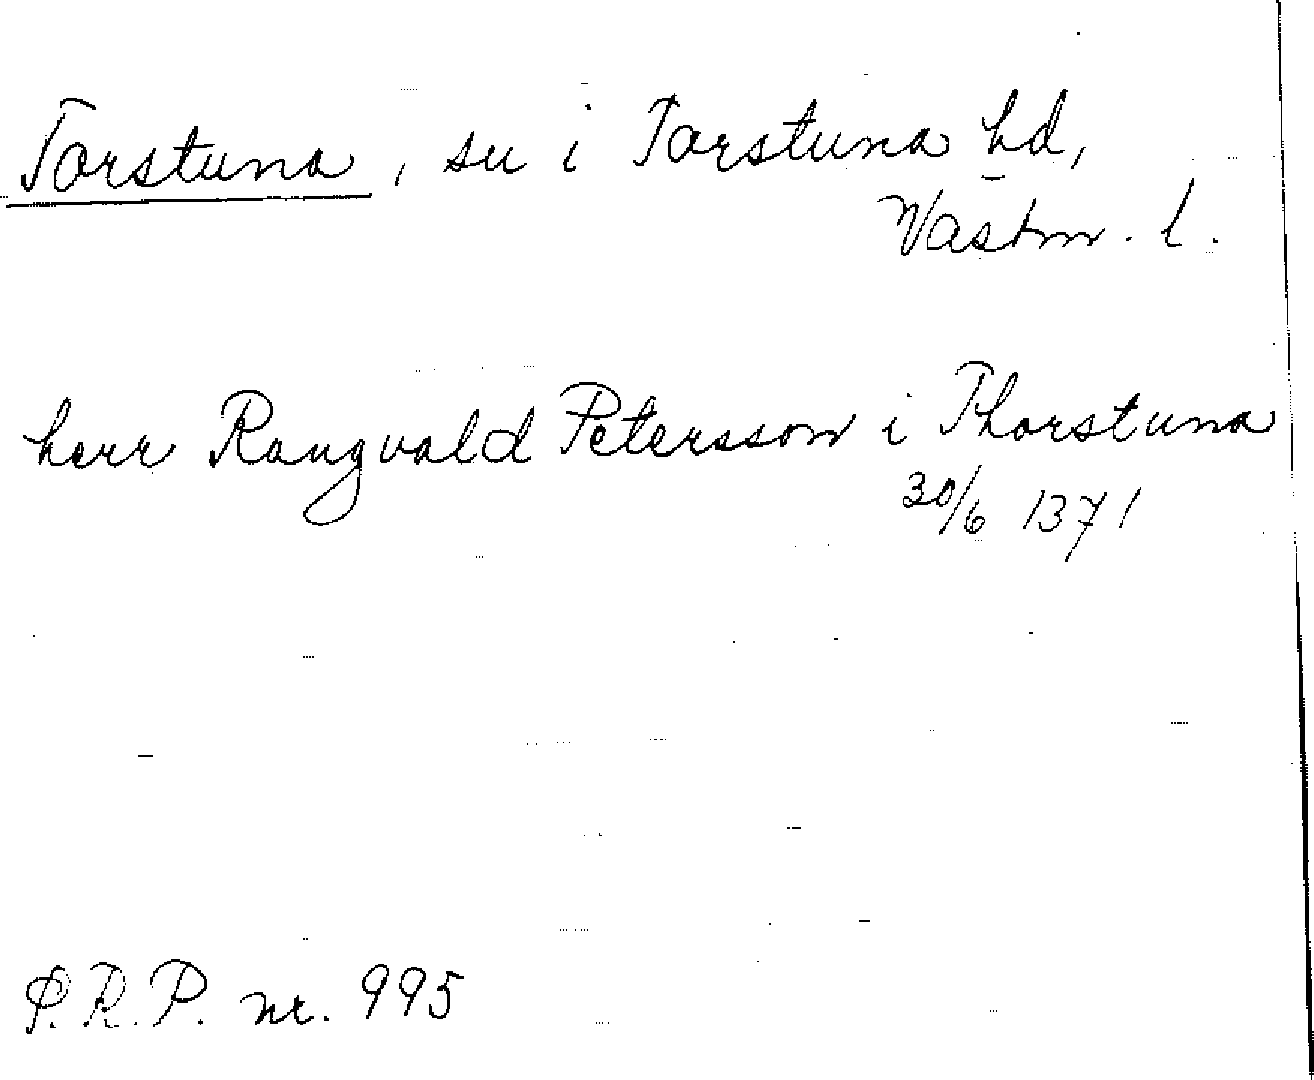 Torstuna, sn i Torstuna hd,
Västm. l.
herr Rangvald Petersson i Thorstuna
30/6 1371
P.R.P. nr. 995